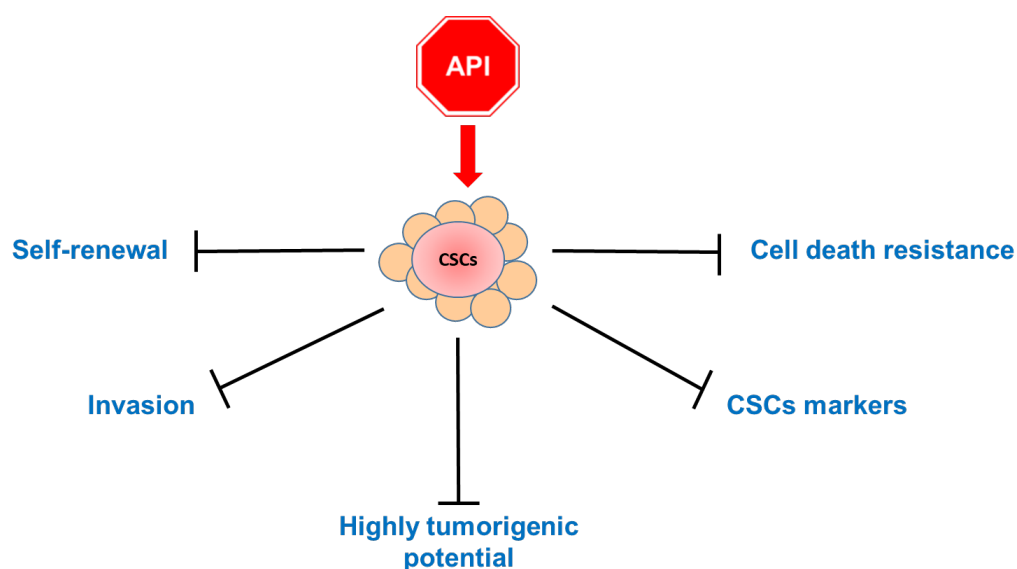 API
CSCs
Self-renewal
Cell death resistance
Invasion
CSCs markers
Highly tumorigenic
potential